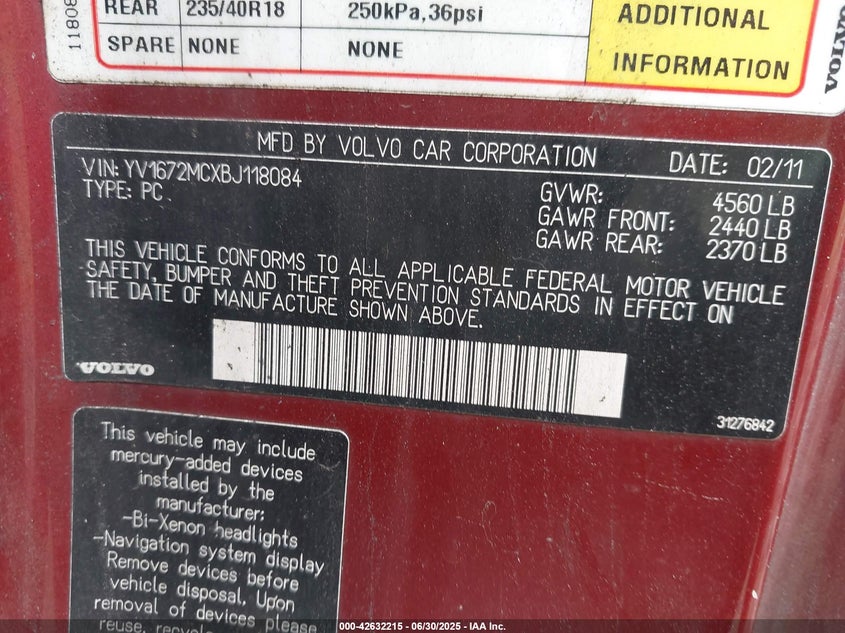 11808
REAR 235/40R18 250kPa,36psi
SPARE NONE NONE
ADDITIONAL
INFORMATION
VOLVO
MFD BY VOLVO CAR CORPORATION DATE: 02/11
VIN: YV1672MCXBJ118084
TYPE: PC
GVWR: 4560 LB
GAWR FRONT: 2440 LB
GAWR REAR: 2370 LB
THIS VEHICLE CONFORMS TO ALL APPLICABLE FEDERAL MOTOR VEHICLE
SAFETY, BUMPER AND THEFT PREVENTION STANDARDS IN EFFECT ON
THE DATE OF MANUFACTURE SHOWN ABOVE.
VOLVO
31276842
This vehicle may include
mercury-added devices
installed by the
manufacturer:
-Bi-Xenon headlights
-Navigation system display
Remove devices before
vehicle disposal. Upon
removal of devices please
reuse,
000-42632215 - 06/30/2025 - IAA Inc.